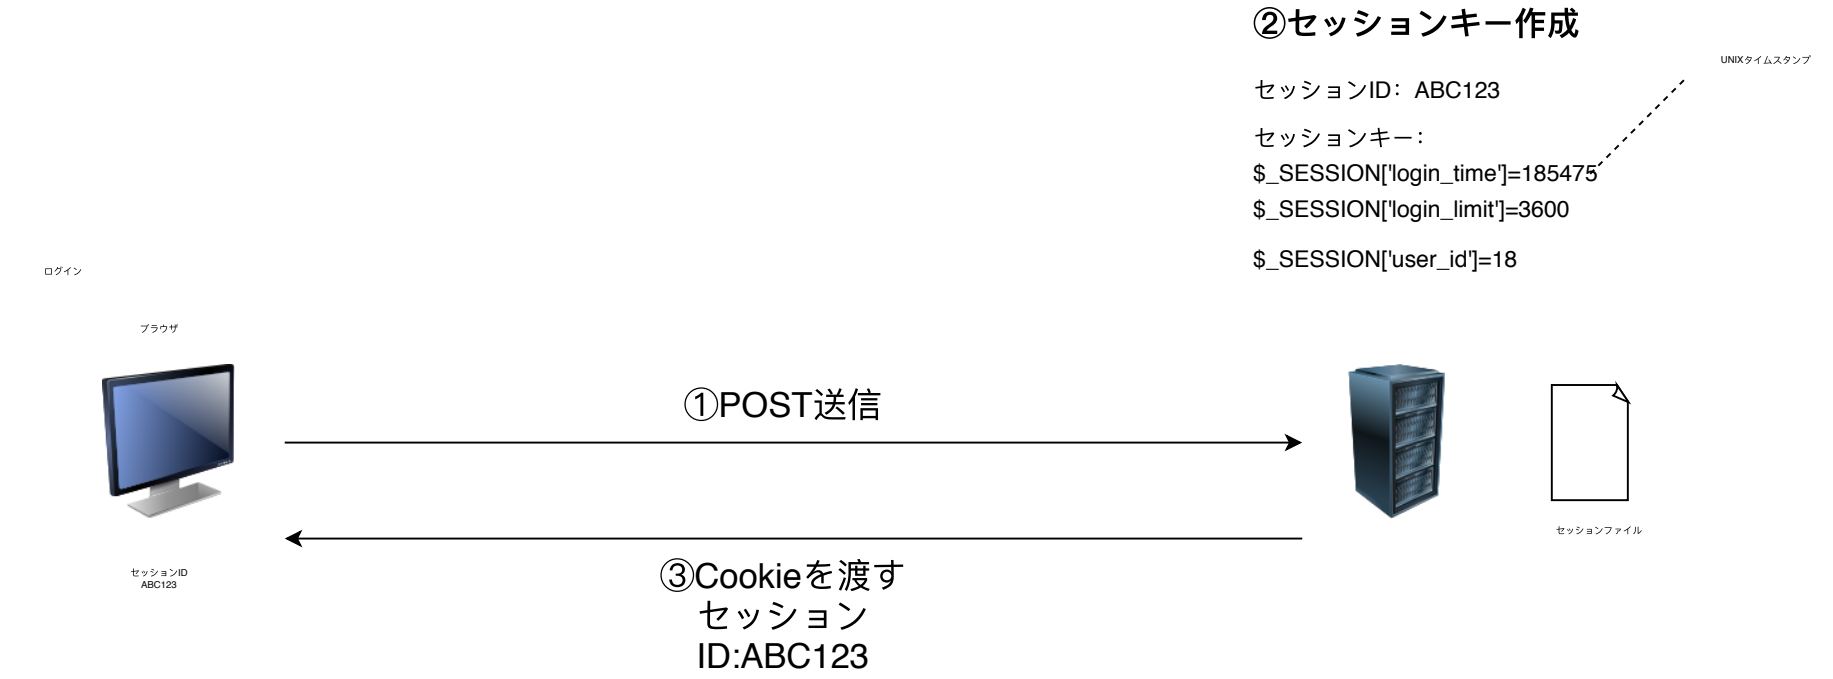 ②セッションキー作成
UNIXタイムスタンプ
セッションID：ABC123
セッションキー：
$_SESSION['login_time']=185475
$_SESSION['login_limit']=3600
$_SESSION['user_id']=18
ログイン
ブラウザ
①POST送信
セッションファイル
③Cookieを渡す
セッション
ID:ABC123
セッションID
ABC123